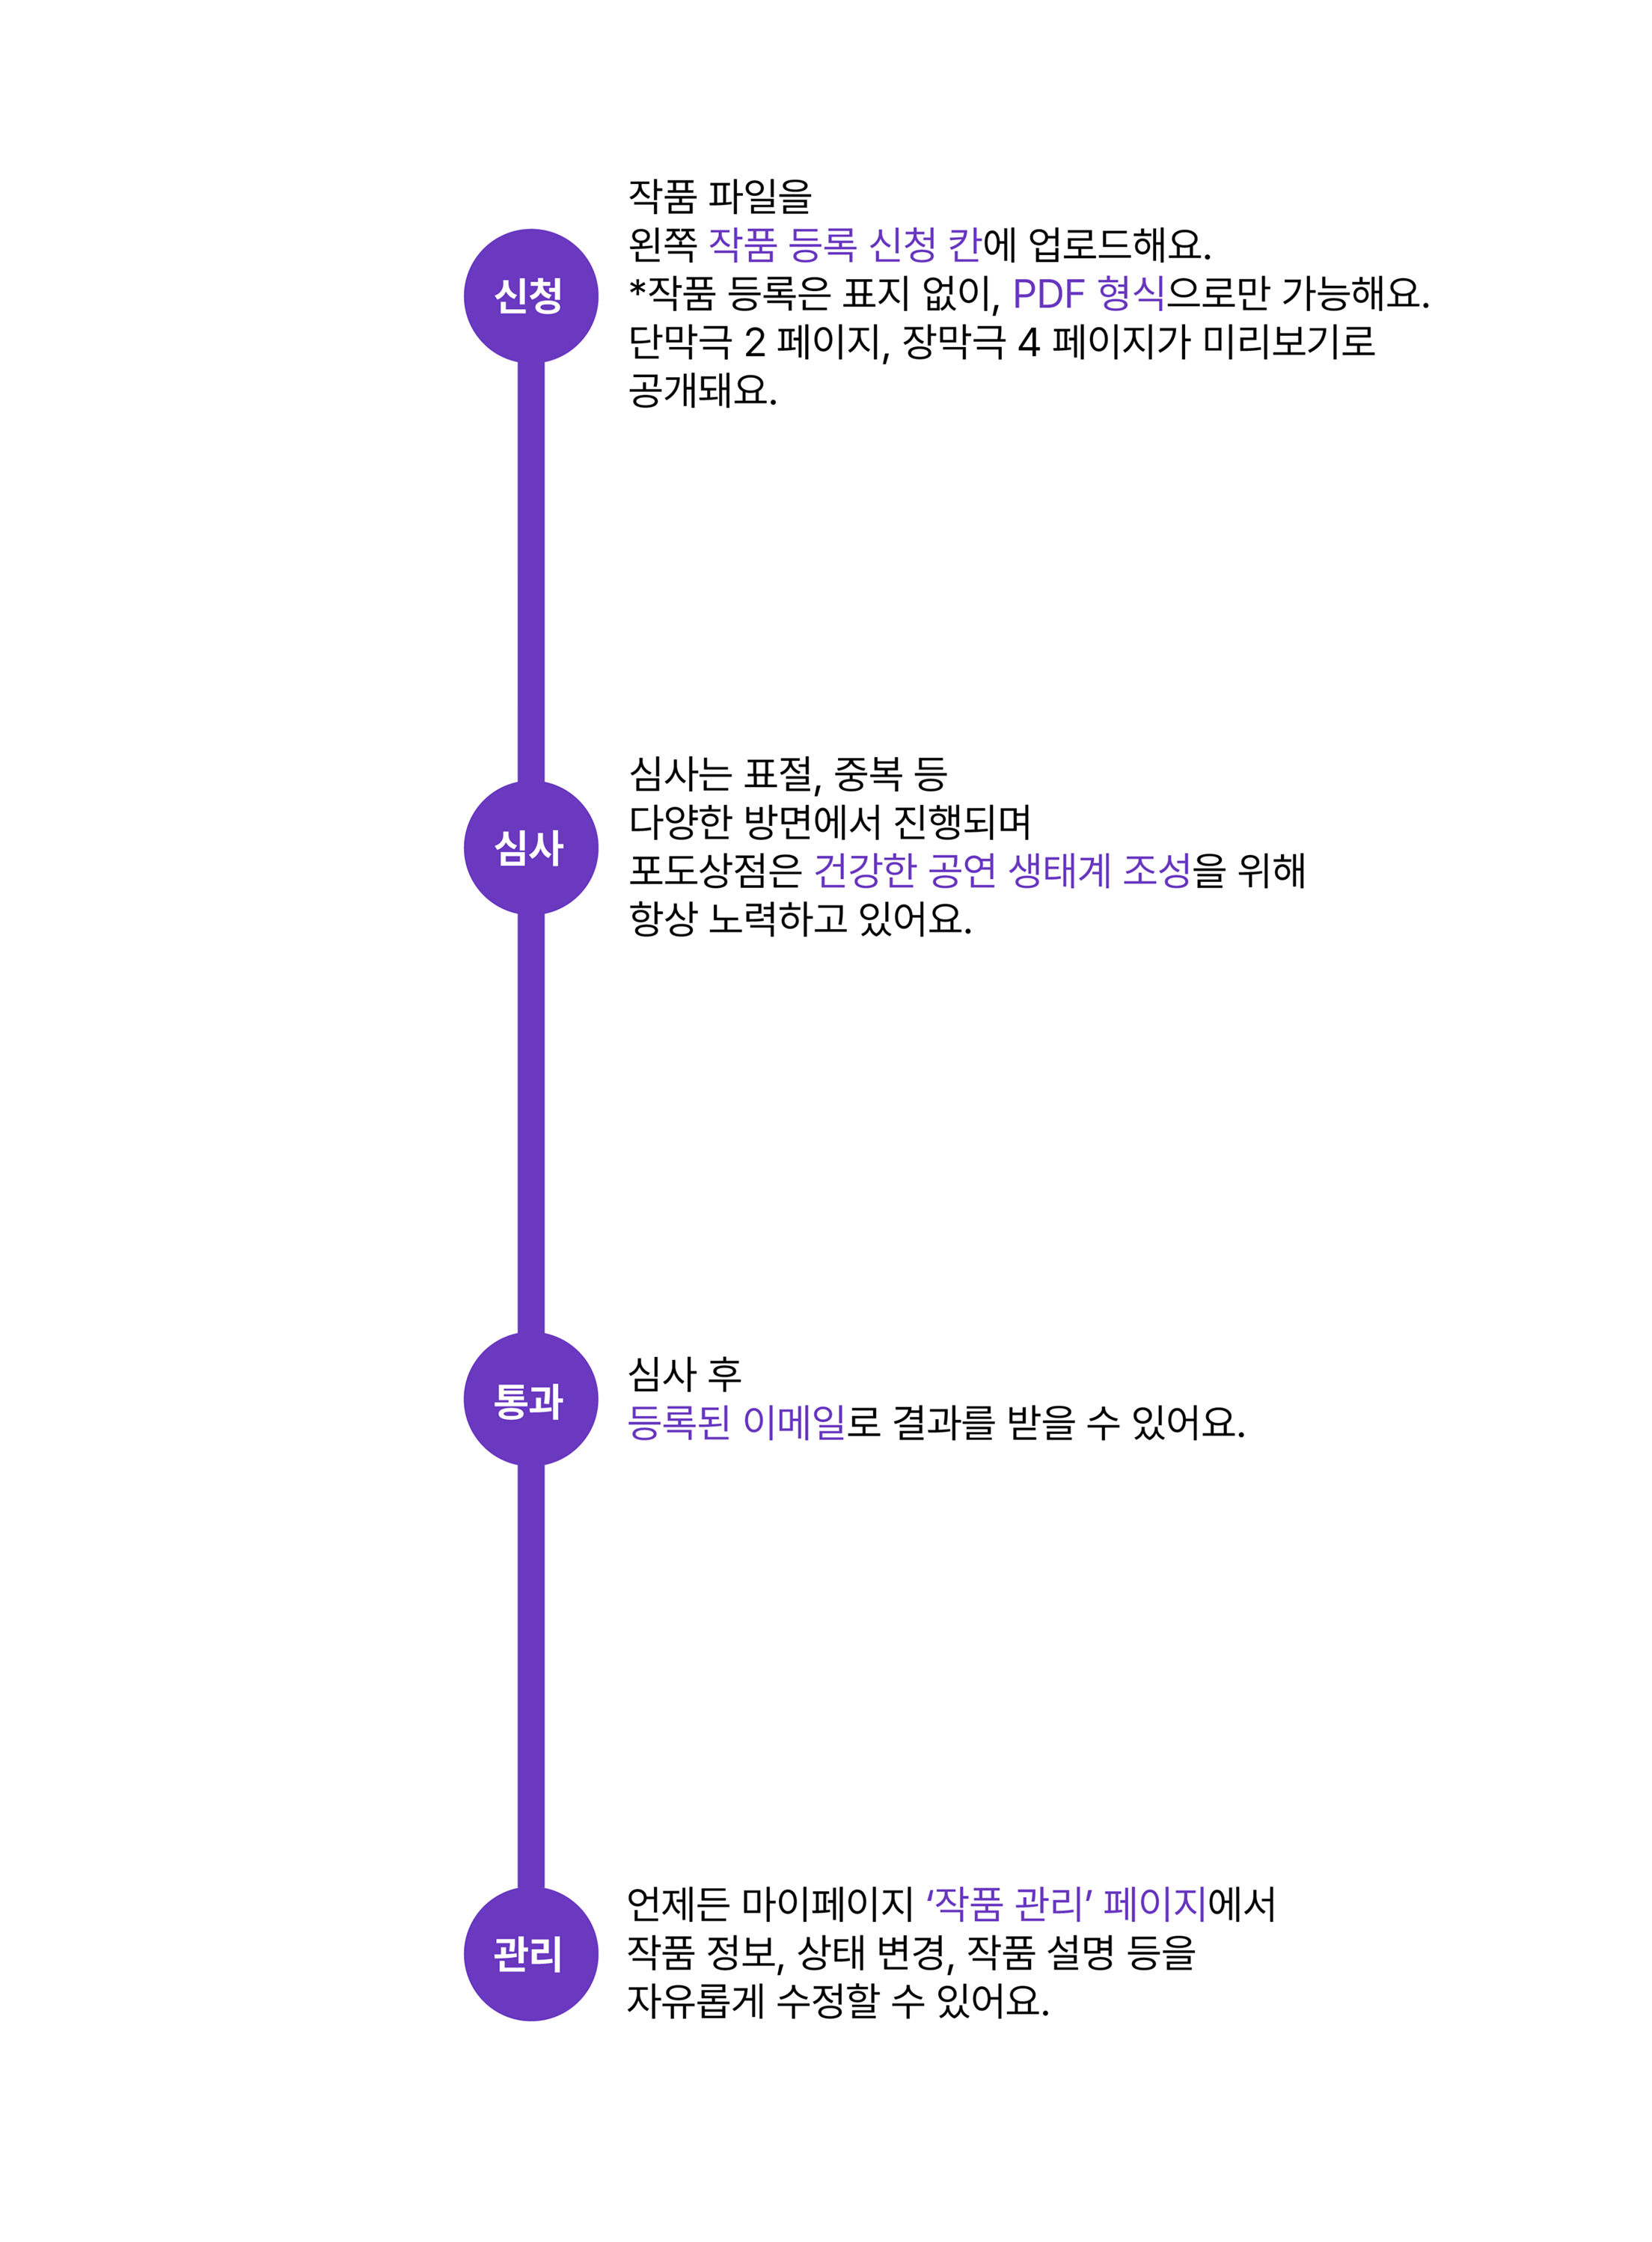 작품 파일을
왼쪽 작품 등록 신청 칸에 업로드해요.
신청
*작품 등록은 표지 없이, PDF 형식으로만 가능해요.
단막극 2 페이지, 장막극 4 페이지가 미리보기로
공개돼요.
심사는 표절, 중복 등
다양한 방면에서 진행되며
심사
포도상점은 건강한 공연 생태계 조성을 위해
항상 노력하고 있어요.
통과
심사 후
등록된 이메일로 결과를 받을 수 있어요.
관리
언제든 마이페이지 ‘작품 관리’ 페이지에서
작품 정보, 상태 변경, 작품 설명 등을
자유롭게 수정할 수 있어요.